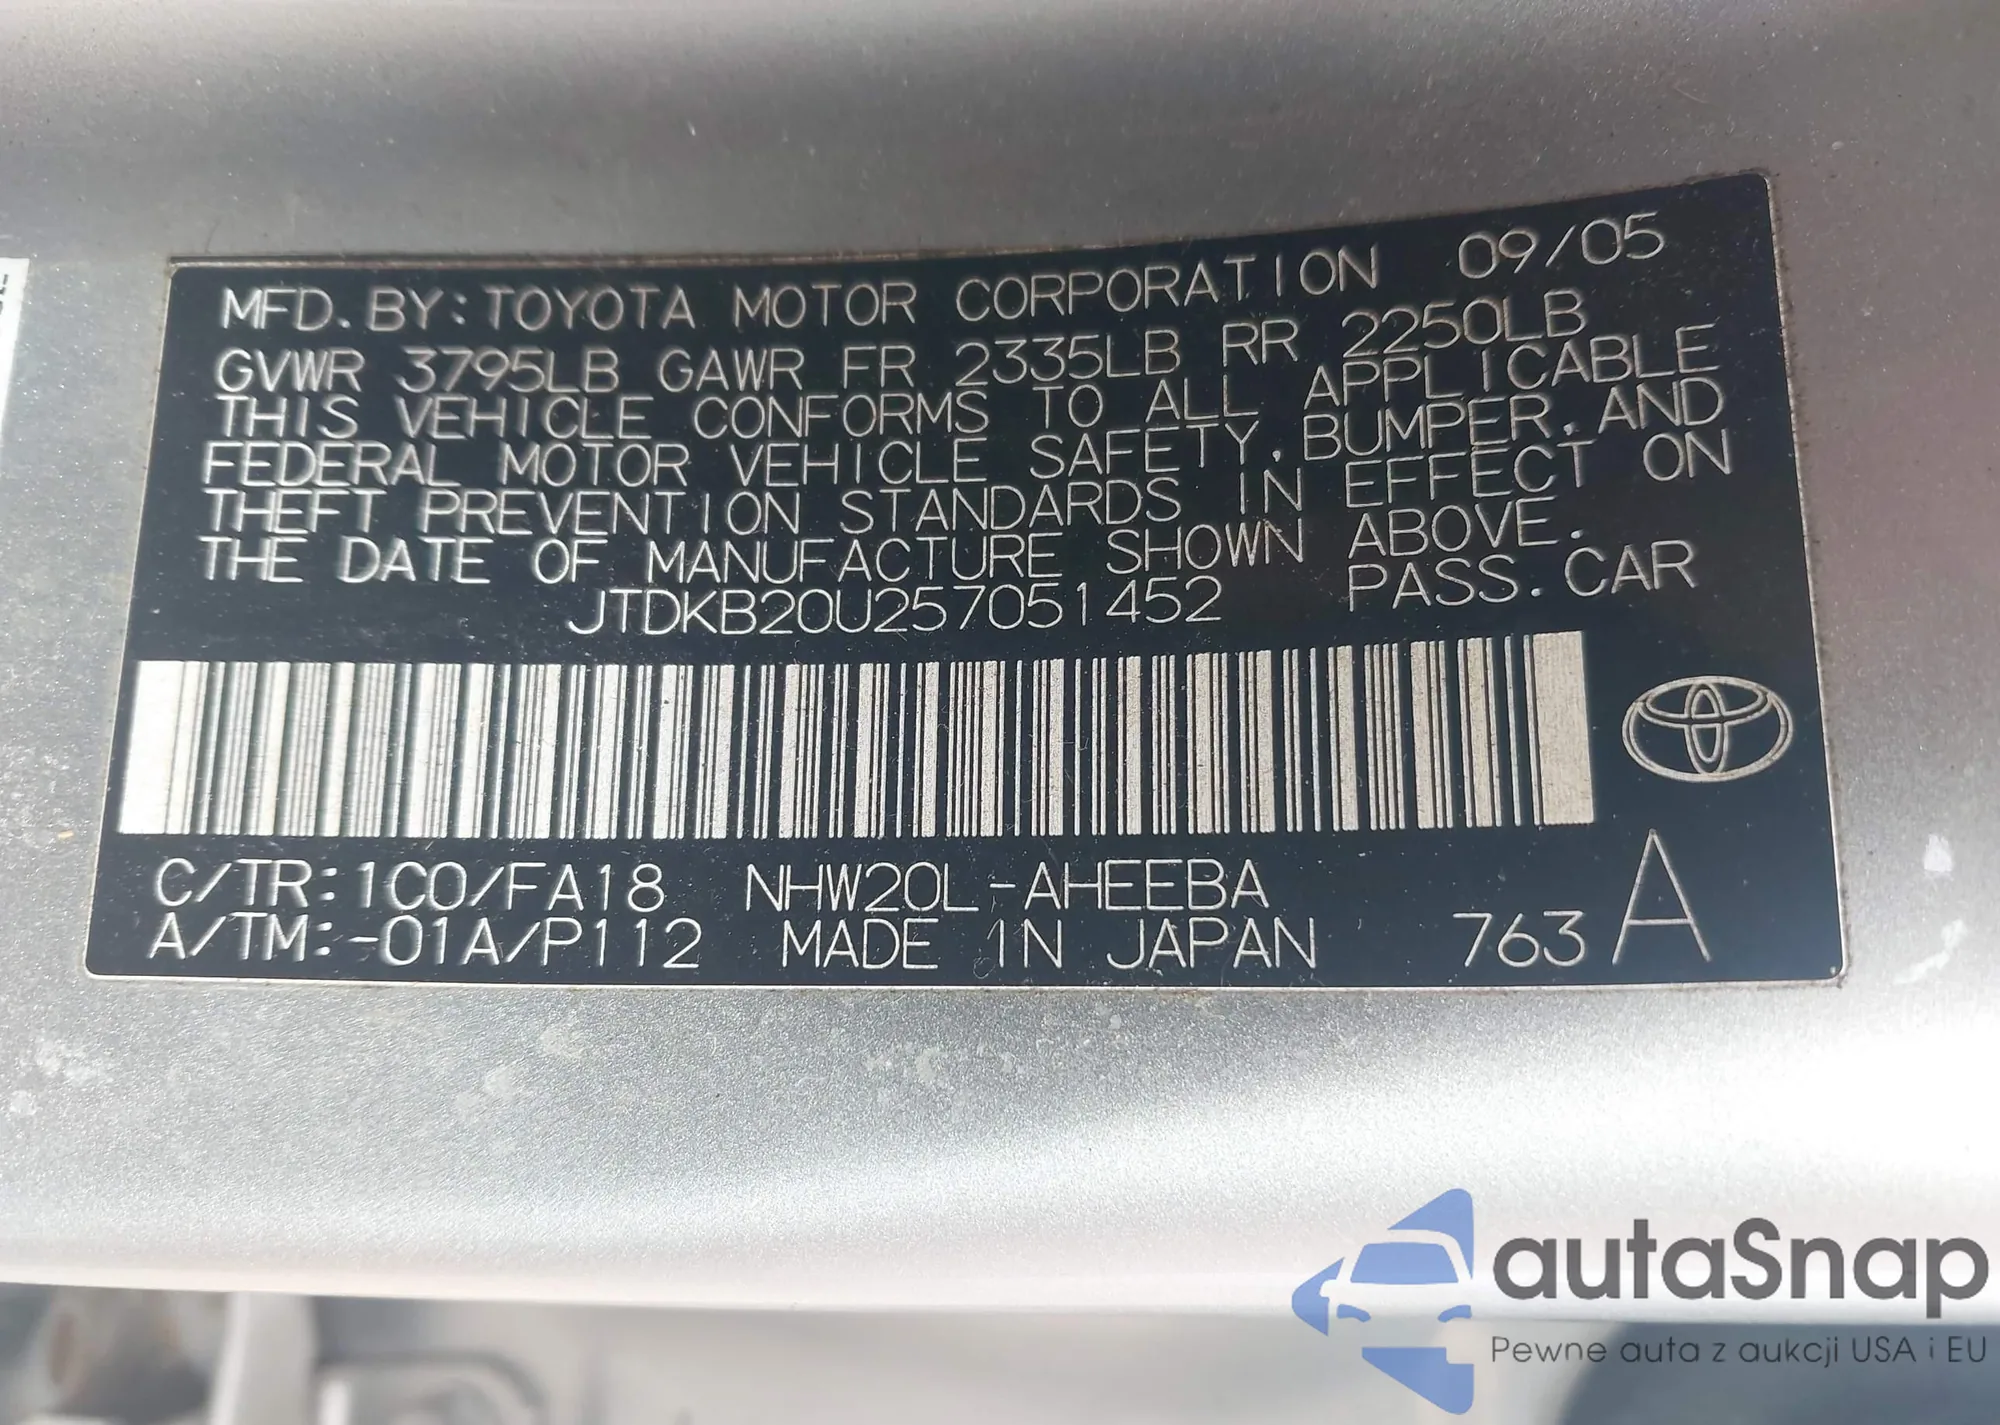 MFD. BY: TOYOTA MOTOR CORPORATION 09/05
GVWR 3795LB GAWR FR 2335LB RR 2250LB
THIS VEHICLE CONFORMS TO ALL APPLICABLE
FEDERAL MOTOR VEHICLE SAFETY, BUMPER, AND
THEFT PREVENTION STANDARDS IN EFFECT ON
THE DATE OF MANUFACTURE SHOWN ABOVE.
JTDKB20U257051452 PASS. CAR
C/TR: 1C0/FA18 NHW20L-AHEEBA
A/TM: -01A/P112 MADE IN JAPAN 763 A
autaSnap
Pewne auta z aukcji USA i EU